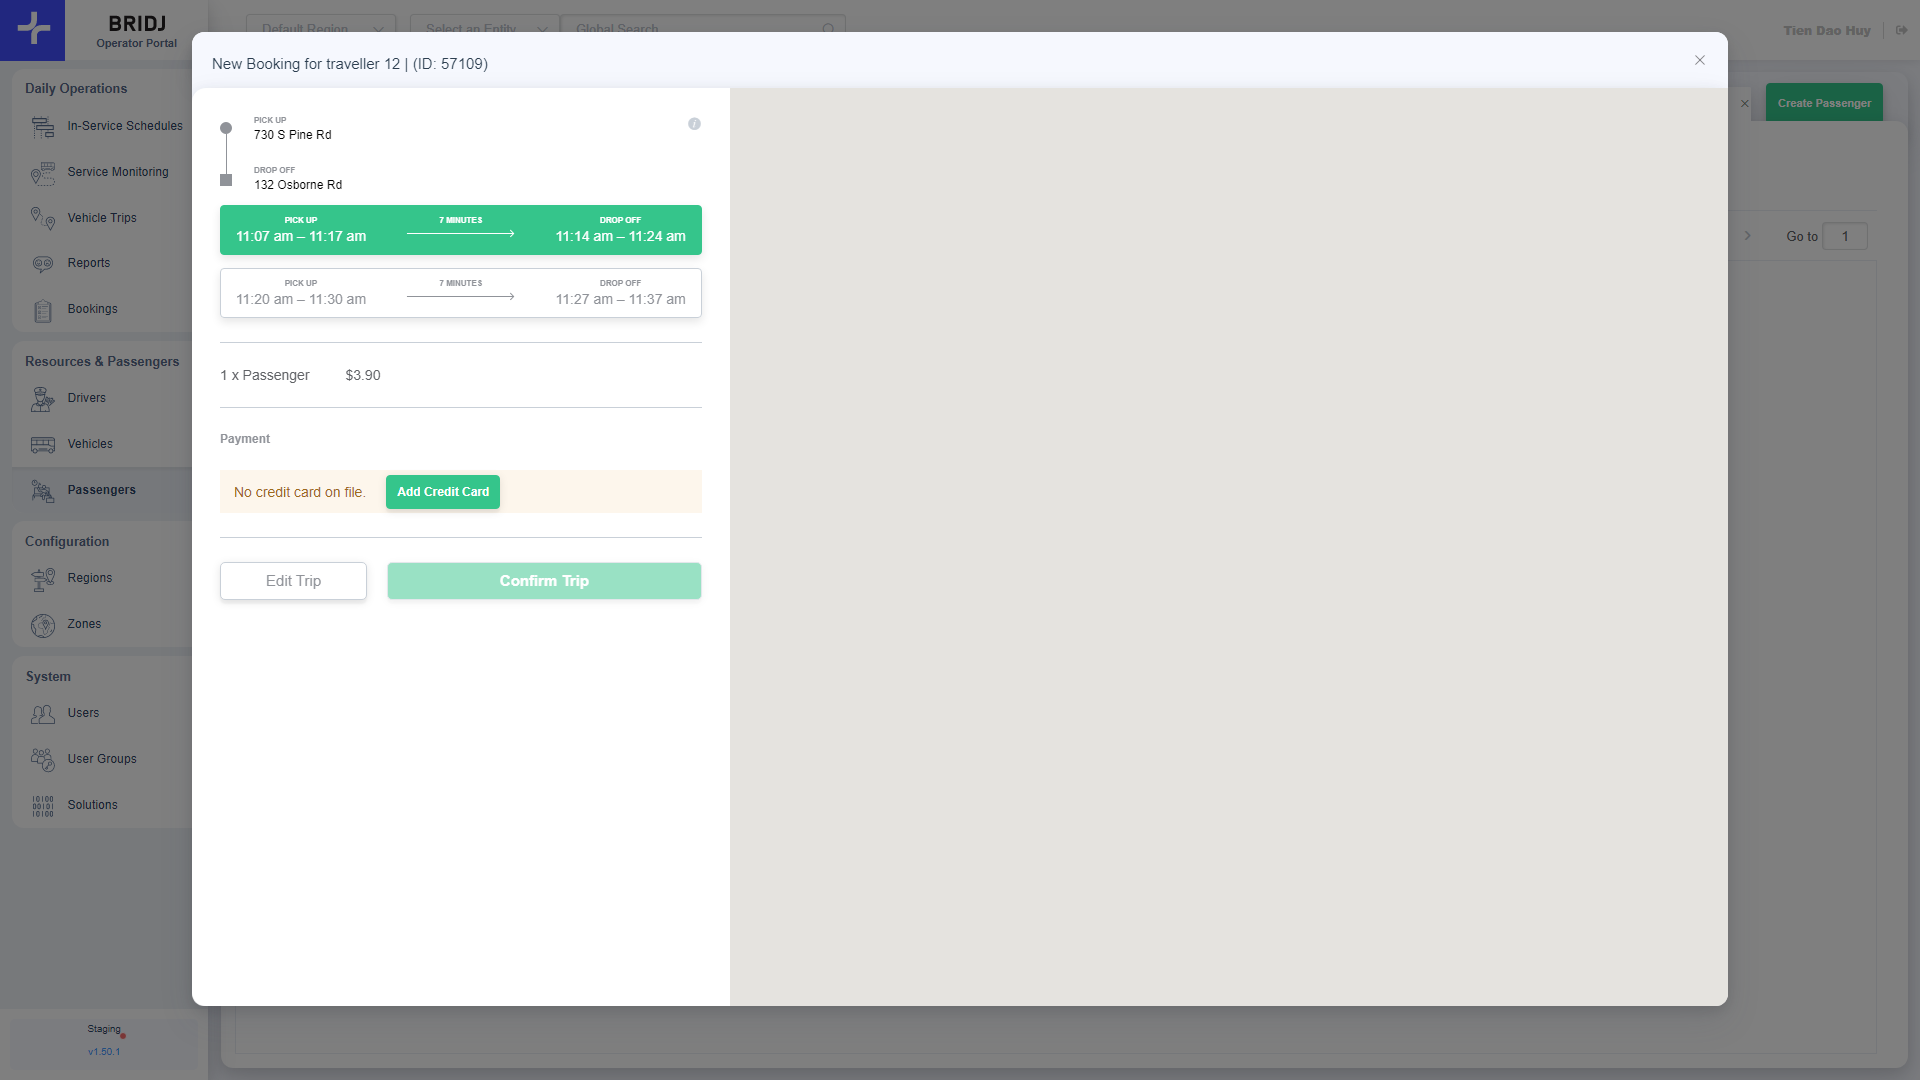 BRIDJ
Operator Portal
Default Region
Select an Entity
Global Search
Tien Dao Huy
Daily Operations
In-Service Schedules
Service Monitoring
Vehicle Trips
Reports
Bookings
Resources & Passengers
Drivers
Vehicles
Passengers
Configuration
Regions
Zones
System
Users
User Groups
Solutions
Staging
v1.50.1
Create Passenger
Go to 1
New Booking for traveller 12 | (ID: 57109)
PICK UP
730 S Pine Rd
DROP OFF
132 Osborne Rd
PICK UP 7 MINUTES DROP OFF
11:07 am – 11:17 am 11:14 am – 11:24 am
PICK UP 7 MINUTES DROP OFF
11:20 am – 11:30 am 11:27 am – 11:37 am
1 x Passenger $3.90
Payment
No credit card on file. Add Credit Card
Edit Trip Confirm Trip